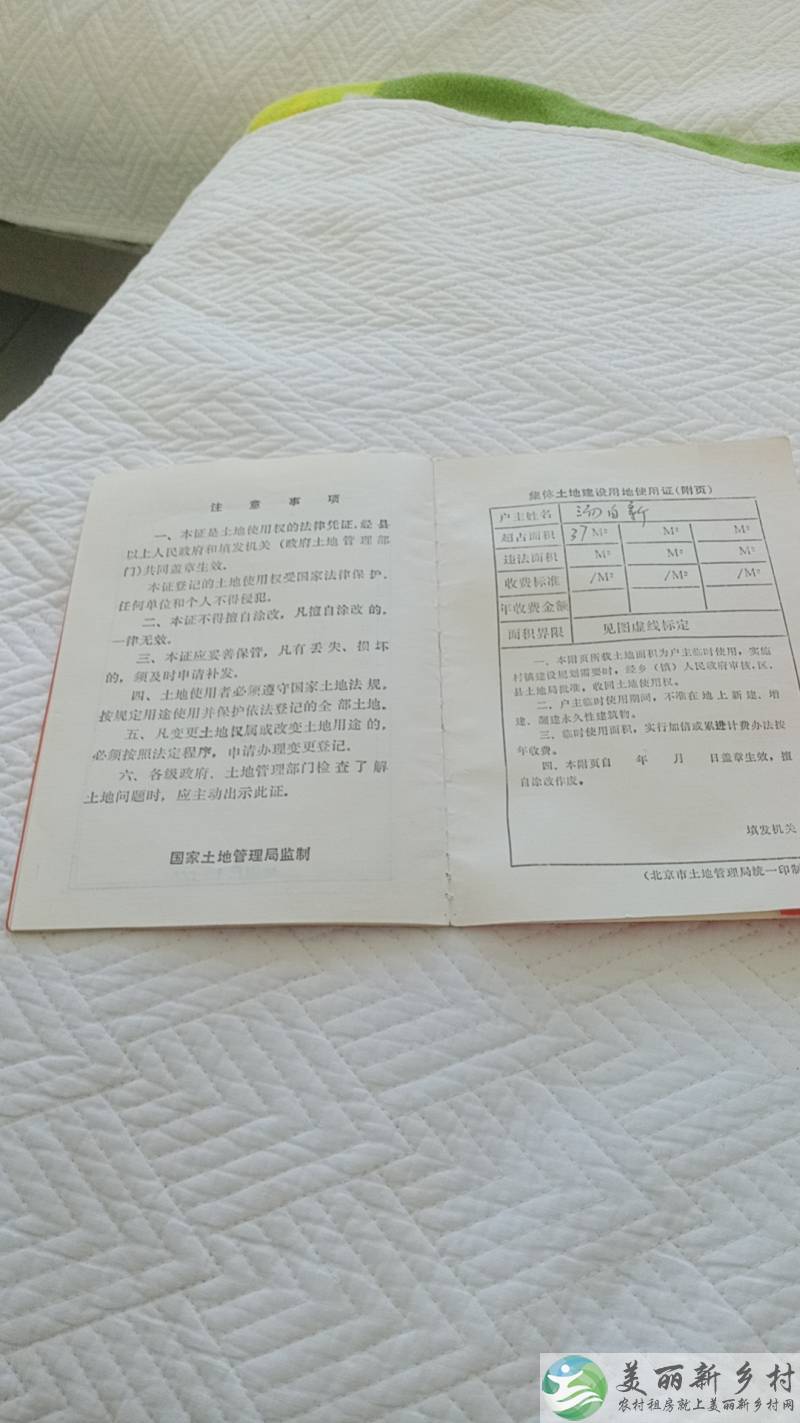 注 意 事 项
一、本证是土地使用权的法律凭证，经县
以上人民政府和填发机关（政府土地管理部
门）共同盖章生效。
本证登记的土地使用权受国家法律保护，
任何单位和个人不得侵犯。
二、本证不得擅自涂改，凡擅自涂改的，
一律无效。
三、本证应妥善保管，凡有丢失、损坏
的，须及时申请补发。
四、土地使用者必须遵守国家土地法规，
按规定用途使用并保护依法登记的全部土地。
五、凡变更土地权属或改变土地用途的，
必须按照法定程序，申请办理变更登记。
六、各级政府、土地管理部门检查了解
土地问题时，应主动出示此证。
国家土地管理局监制
集体土地建设用地使用证（附页）
户主姓名
超占面积 37M² M² M²
违法面积 M² M² M²
收费标准 /M² /M² /M²
年收费金额
面积界限 见图虚线标定
一、本附页所载土地面积为户主临时使用，实施
村镇建设规划需要时，经乡（镇）人民政府审核，区、
县土地局批准，收回土地使用权。
二、户主临时使用期间，不准在地上新建、增
建、翻建永久性建筑物。
三、临时使用面积，实行加倍或累进计费办法按
年收费。
四、本附页自 年 月 日盖章生效，擅
自涂改作废。
填发机关
（北京市土地管理局统一印制
美丽新乡村
农村租房就上美丽新乡村网